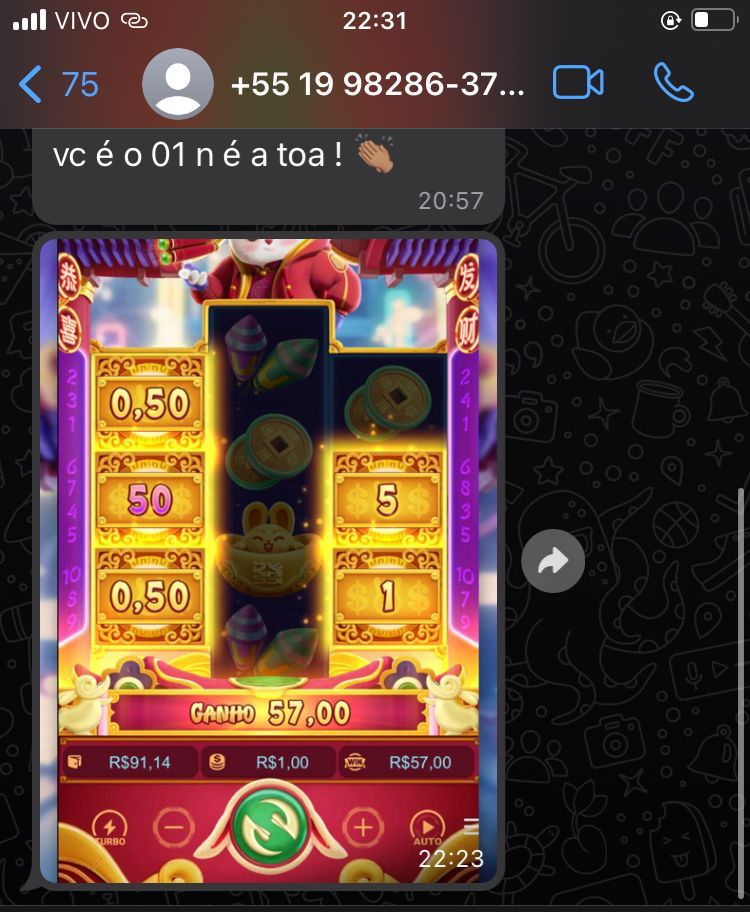 VIVO
22:31
75
+55 19 98286-37...
vc é o 01 n é a toa ! 👏🏽
20:57
恭喜
发财
0,50
50
5
0,50
1
2 3 1
6 7 4 5
10 8 9
2 4 1
6 8 3 5
10 7 9
GANHO 57,00
R$91,14
R$1,00
WIN
R$57,00
TURBO
AUTO
22:23